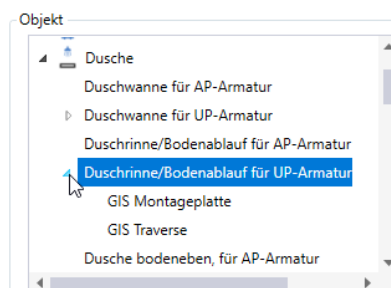 Objekt
Dusche
Duschwanne für AP-Armatur
Duschwanne für UP-Armatur
Duschrinne/Bodenablauf für AP-Armatur
Duschrinne/Bodenablauf für UP-Armatur
GIS Montageplatte
GIS Traverse
Dusche bodeneben, für AP-Armatur